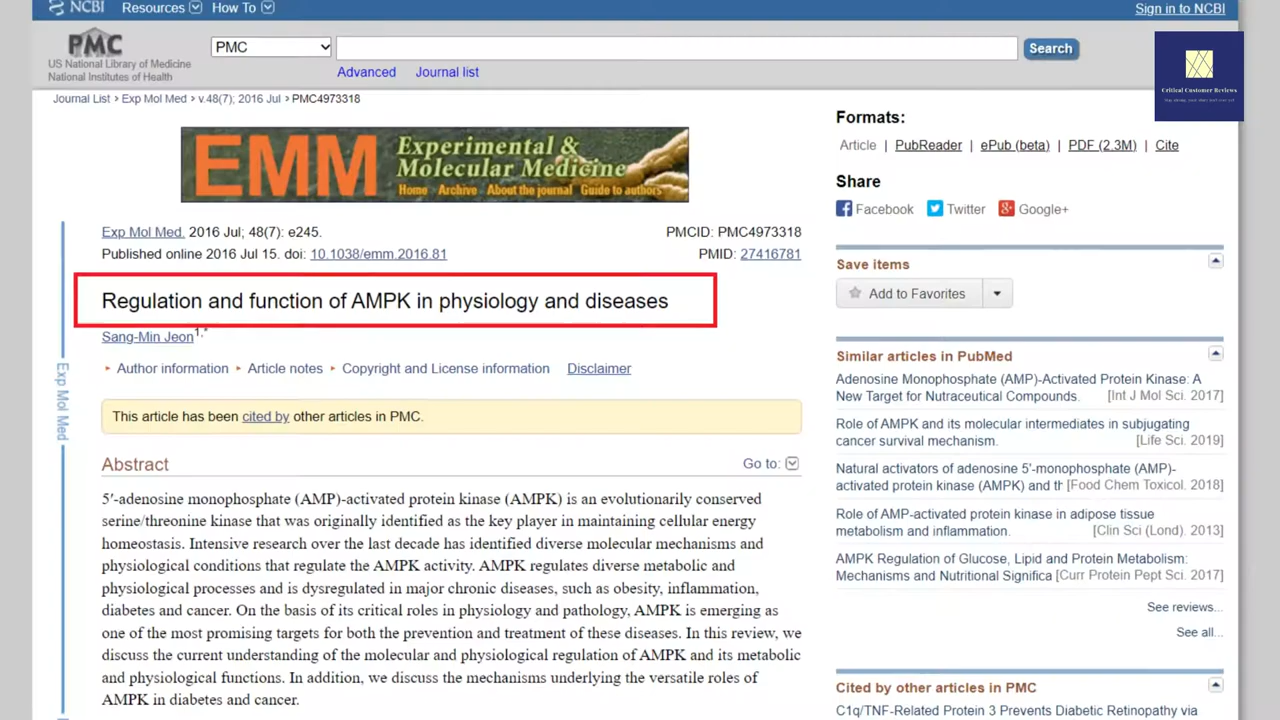 NCBI Resources How To Sign in to NCBI
PMC
US National Library of Medicine
National Institutes of Health
PMC Search
Advanced Journal list
Critical Customer Reviews
Journal List > Exp Mol Med > v.48(7); 2016 Jul > PMC4973318
EMM Experimental &
Molecular Medicine
Home - Archive - About the journal Guide to authors
Exp Mol Med. 2016 Jul; 48(7): e245. PMCID: PMC4973318
Published online 2016 Jul 15. doi: 10.1038/emm.2016.81 PMID: 27416781
Regulation and function of AMPK in physiology and diseases
Sang-Min Jeon1,*
Author information Article notes Copyright and License information Disclaimer
This article has been cited by other articles in PMC.
Abstract Go to:
5′-adenosine monophosphate (AMP)-activated protein kinase (AMPK) is an evolutionarily conserved
serine/threonine kinase that was originally identified as the key player in maintaining cellular energy
homeostasis. Intensive research over the last decade has identified diverse molecular mechanisms and
physiological conditions that regulate the AMPK activity. AMPK regulates diverse metabolic and
physiological processes and is dysregulated in major chronic diseases, such as obesity, inflammation,
diabetes and cancer. On the basis of its critical roles in physiology and pathology, AMPK is emerging as
one of the most promising targets for both the prevention and treatment of these diseases. In this review, we
discuss the current understanding of the molecular and physiological regulation of AMPK and its metabolic
and physiological functions. In addition, we discuss the mechanisms underlying the versatile roles of
AMPK in diabetes and cancer.
Exp Mol Med
Formats:
Article | PubReader | ePub (beta) | PDF (2.3M) | Cite
Share
Facebook Twitter Google+
Save items
Add to Favorites
Similar articles in PubMed
Adenosine Monophosphate (AMP)-Activated Protein Kinase: A
New Target for Nutraceutical Compounds. [Int J Mol Sci. 2017]
Role of AMPK and its molecular intermediates in subjugating
cancer survival mechanism. [Life Sci. 2019]
Natural activators of adenosine 5'-monophosphate (AMP)-
activated protein kinase (AMPK) and th [Food Chem Toxicol. 2018]
Role of AMP-activated protein kinase in adipose tissue
metabolism and inflammation. [Clin Sci (Lond). 2013]
AMPK Regulation of Glucose, Lipid and Protein Metabolism:
Mechanisms and Nutritional Significa [Curr Protein Pept Sci. 2017]
See reviews...
See all...
Cited by other articles in PMC
C1q/TNF-Related Protein 3 Prevents Diabetic Retinopathy via